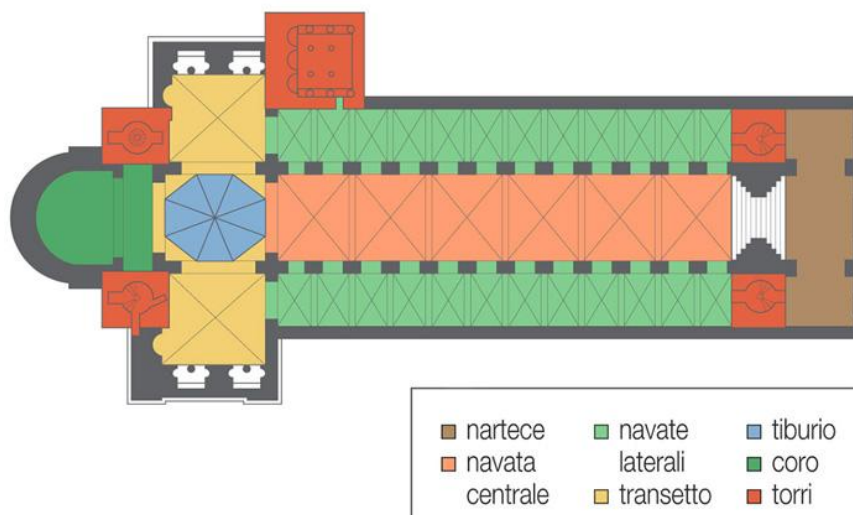 nartece
navata
centrale
navate
laterali
transetto
tiburio
coro
torri